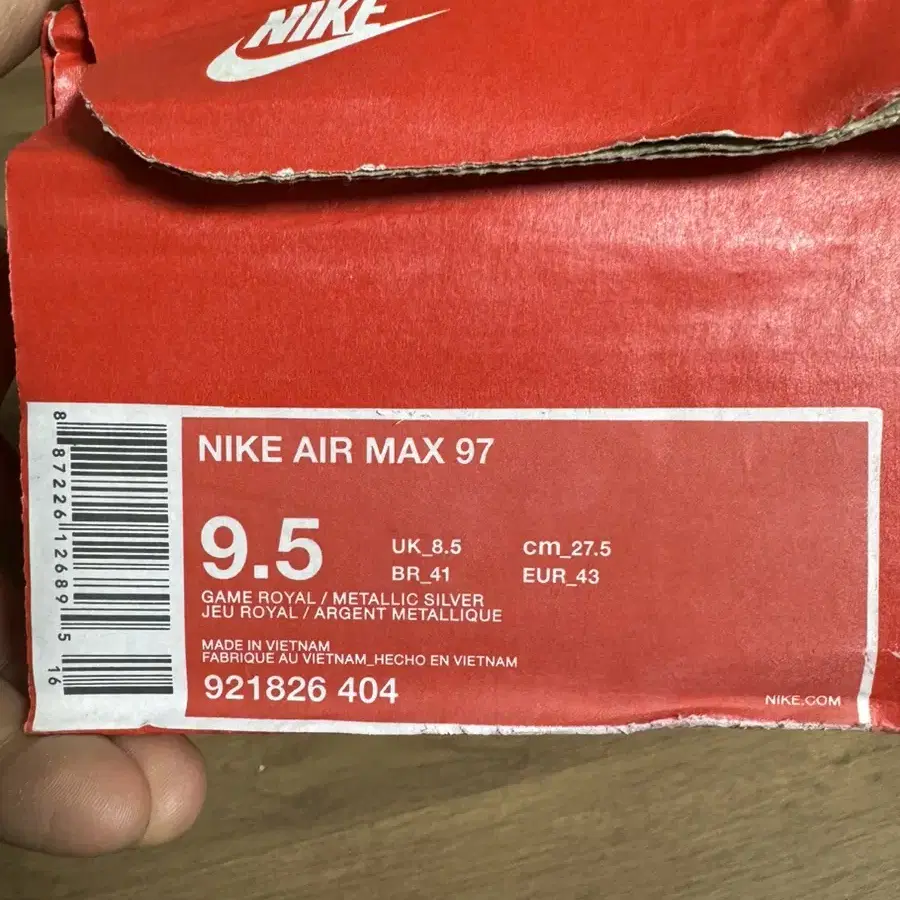 NIKE
NIKE AIR MAX 97
9.5
UK_8.5 cm_27.5
BR_41 EUR_43
GAME ROYAL / METALLIC SILVER
JEU ROYAL / ARGENT METALLIQUE
MADE IN VIETNAM
FABRIQUE AU VIETNAM_HECHO EN VIETNAM
921826 404
NIKE.COM
8 87226 12689 5 16